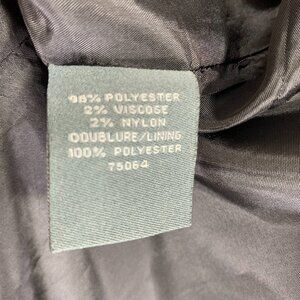 96% POLYESTER
2% VISCOSE
2% NYLON
DOUBLURE/LINING
100% POLYESTER
75064